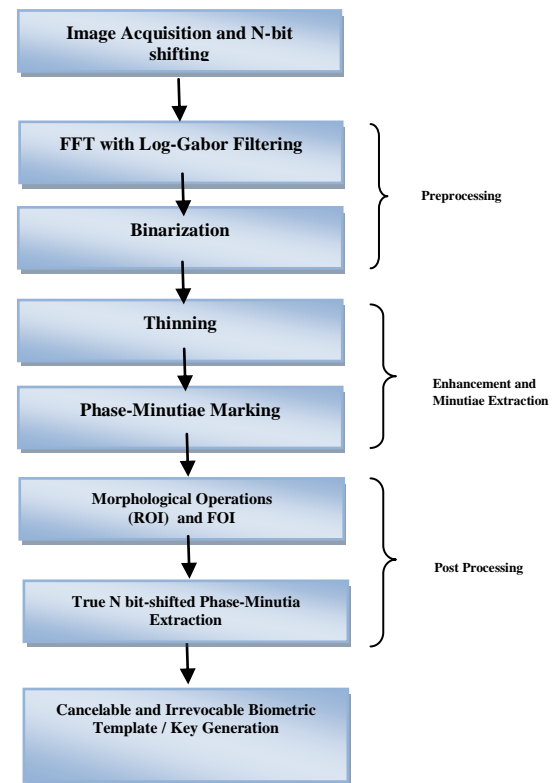 Image Acquisition and N-bit
shifting
FFT with Log-Gabor Filtering
Preprocessing
Binarization
Thinning
Enhancement and
Minutiae Extraction
Phase-Minutiae Marking
Morphological Operations
(ROI) and FOI
Post Processing
True N bit-shifted Phase-Minutia
Extraction
Cancelable and Irrevocable Biometric
Template / Key Generation